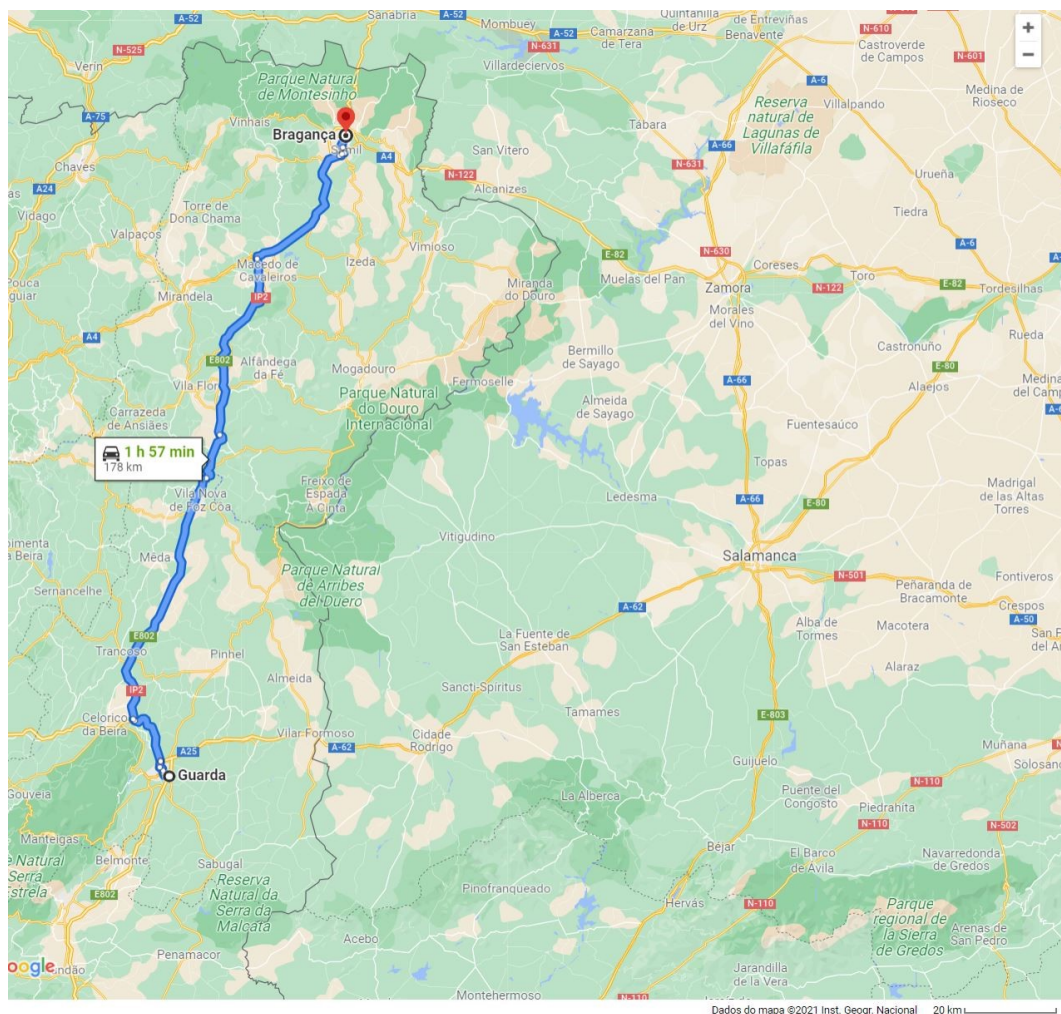 Sanabria
A-52
A-52
Mombuey
Camarzana
de Tera
Quintanilla
de Urz
Benavente
N-610
Castroverde
de Campos
N-601
N-525
Verín
N-631
Villardeciervos
A-6
Medina de
Rioseco
Parque Natural
de Montesinho
A-75
Vinhais
Bragança
Samil
A4
Tábara
A-66
Reserva
natural de
Lagunas de
Villafáfila
Villalpando
San Vitero
N-631
Chaves
N-122
Alcanizes
Urueña
A24
Vidago
Torre de
Dona Chama
Tiedra
Valpaços
Vimioso
E-82
N-630
A-6
Macedo de
Cavaleiros
Izeda
Muelas del Pan
Coreses
Toro
E-82
Miranda
do Douro
Zamora
N-122
Tordesilhas
Mirandela
IP2
Morales
del Vino
A4
Rueda
Castronuño
E802
Alfândega
da Fé
Mogadouro
Bermillo
de Sayago
E-80
Vila Flor
Fermoselle
A-66
Alaejos
Parque Natural
do Douro
Internacional
Almeida
de Sayago
Carrazeda
de Ansiães
Fuentesaúco
1 h 57 min
178 km
Topas
Freixo de
Espada
À Cinta
Madrigal
de las Altas
Torres
Vila Nova
de Foz Côa
Ledesma
A-66
E-80
Vitigudino
Mêda
Salamanca
Parque Natural
de Arribes
del Duero
N-501
Sernancelhe
A-62
Peñaranda de
Bracamonte
Fontiveros
Crespos
E802
La Fuente de
San Esteban
Alba de
Tormes
Macotera
A-50
Trancoso
Pinhel
Almeida
Alaraz
IP2
Sancti-Spiritus
Tamames
E-803
Celorico
da Beira
Vilar Formoso
A-62
Cidade
Rodrigo
A25
Guijuelo
Muñana
Guarda
Gouveia
La Alberca
Puente del
Congosto
N-110
Piedrahita
Manteigas
N-110
N-502
Béjar
Belmonte
Sabugal
El Barco
de Ávila
Navarredonda
de Gredos
E802
Reserva
Natural da
Serra da
Malcata
Pinofranqueado
Hervás
N-110
Parque
regional de
la Sierra
de Gredos
Arenas de
San Pedro
Acebo
Penamacor
Jarandilla
de la Vera
Montehermoso
N-110
Dados do mapa ©2021 Inst. Geogr. Nacional 20 km